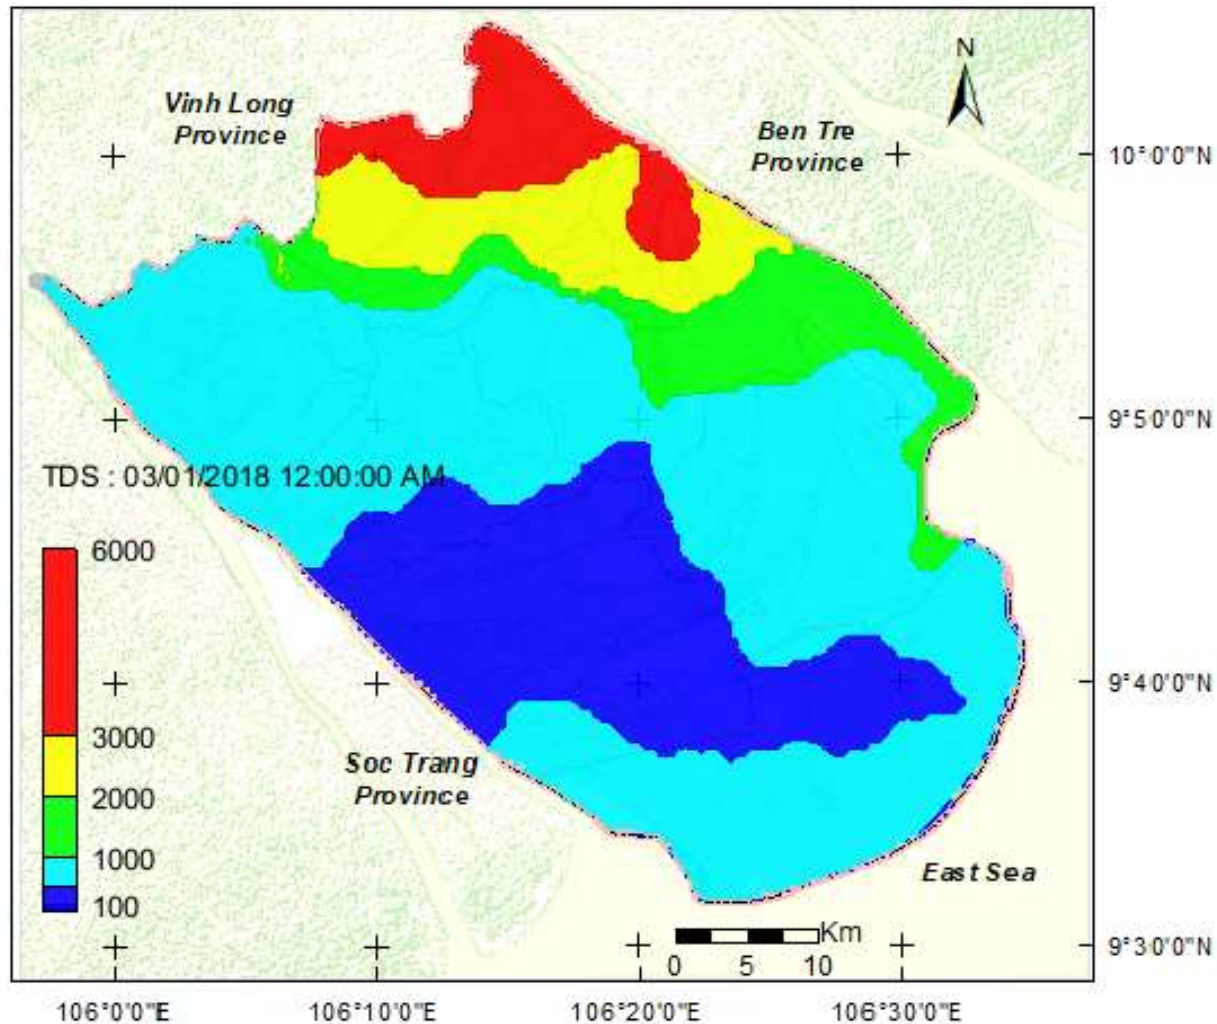 N
Vinh Long
Province
Ben Tre
Province
10°0'0"N
9°50'0"N
TDS : 03/01/2018 12:00:00 AM
6000
3000
2000
1000
100
9°40'0"N
Soc Trang
Province
East Sea
Km
0 5 10
9°30'0"N
106°0'0"E 106°10'0"E 106°20'0"E 106°30'0"E